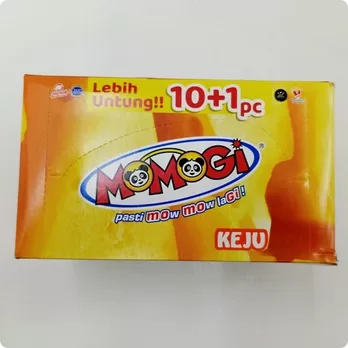 Lebih
Untung!!
10+1pc
MOMOGI
pasti mow mow laGi!
KEJU